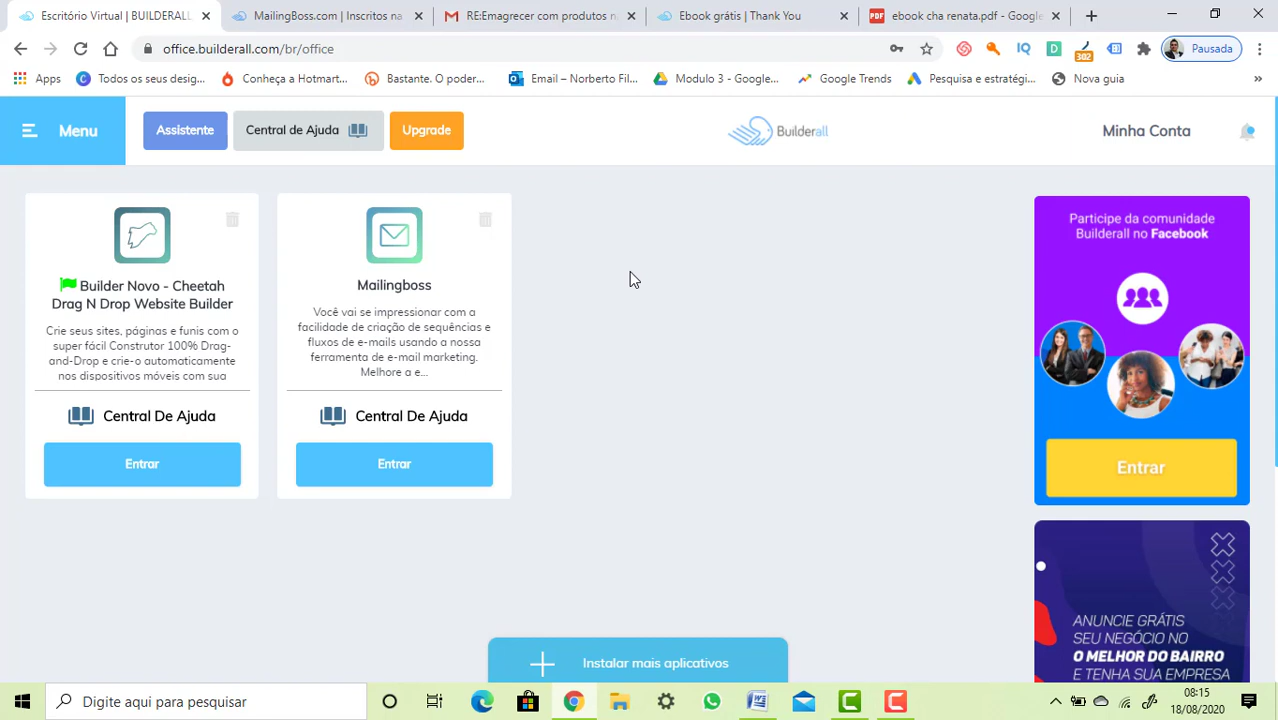 Escritório Virtual | BUILDERALL
MailingBoss.com | Inscritos na
RE:Emagrecer com produtos n
Ebook grátis | Thank You
PDF
ebook cha renata.pdf - Google
office.builderall.com/br/office
IQ
D
302
Pausada
Apps
Todos os seus desig...
Conheça a Hotmart...
Bastante. O poder...
Email – Norberto Fil...
Modulo 3 - Google...
Google Trends
Pesquisa e estratégi...
Nova guia
»
Menu
Assistente
Central de Ajuda
Upgrade
Builderall
Minha Conta
Builder Novo - Cheetah
Drag N Drop Website Builder
Crie seus sites, páginas e funis com o
super fácil Construtor 100% Drag-
and-Drop e crie-o automaticamente
nos dispositivos móveis com sua
Central De Ajuda
Entrar
Mailingboss
Você vai se impressionar com a
facilidade de criação de sequências e
fluxos de e-mails usando a nossa
ferramenta de e-mail marketing.
Melhore a e...
Central De Ajuda
Entrar
Participe da comunidade
Builderall no Facebook
Entrar
ANUNCIE GRÁTIS
SEU NEGÓCIO NO
O MELHOR DO BAIRRO
E TENHA SUA EMPRESA
Instalar mais aplicativos
Digite aqui para pesquisar
08:15
18/08/2020